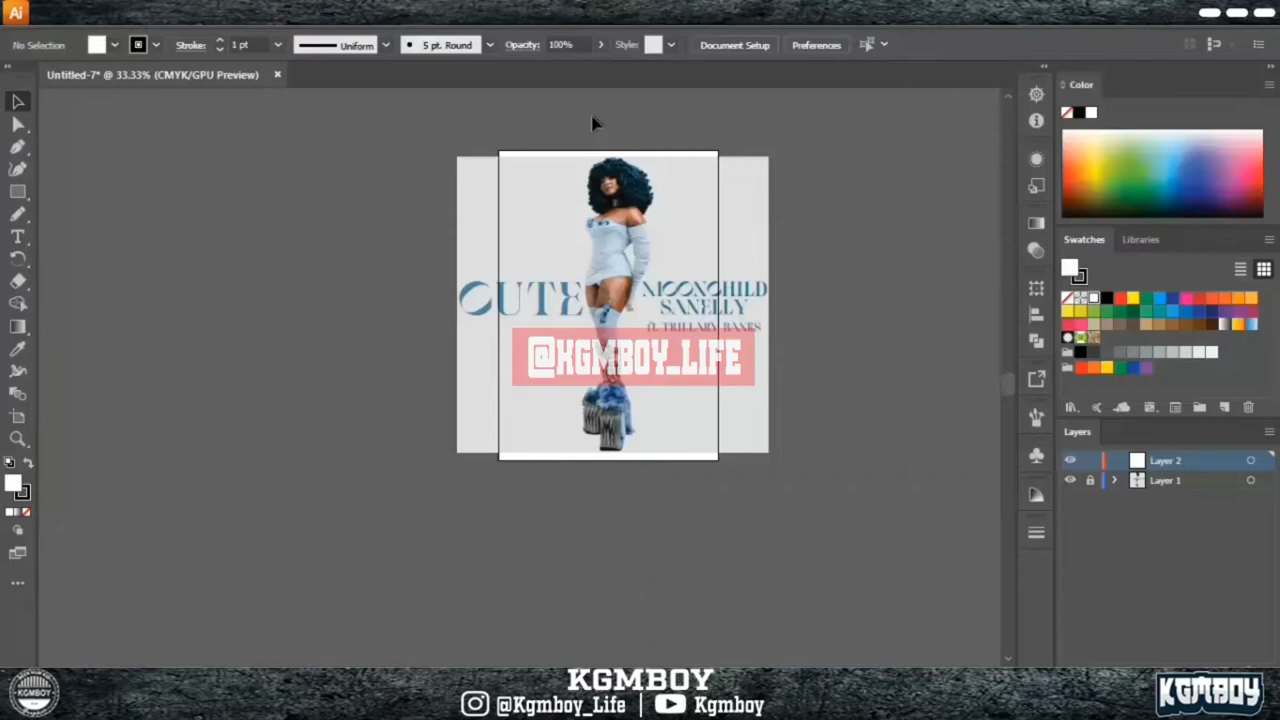 Ai
No Selection
Stroke:
1 pt
Uniform
5 pt. Round
Opacity:
100%
Style:
Document Setup
Preferences
Untitled-7* @ 33.33% (CMYK/GPU Preview)
Color
CUTE
MOONCHILD
SANELLY
ft. TRILLARY BANKS
@KGMBOY_LIFE
Swatches
Libraries
Layers
Layer 2
Layer 1
KGMBOY
KGMBOY
@Kgmboy_Life | Kgmboy
KGMBOY